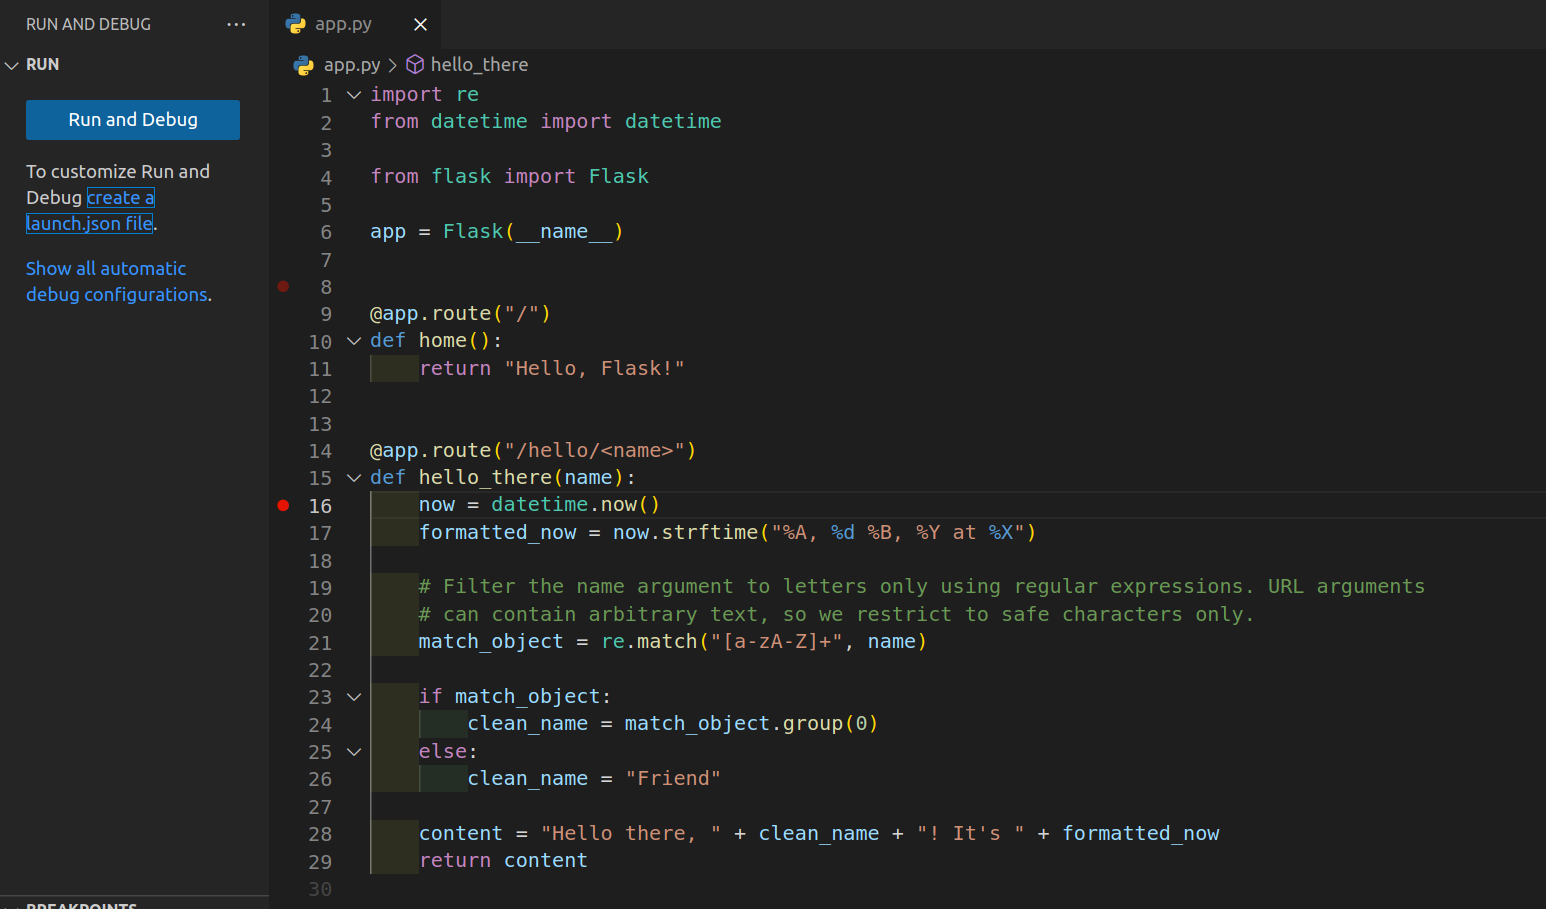 RUN AND DEBUG
RUN
Run and Debug
To customize Run and
Debug create a
launch.json file.
Show all automatic
debug configurations.
BREAKPOINTS
app.py
app.py > hello_there
1 import re
2 from datetime import datetime
3
4 from flask import Flask
5
6 app = Flask(__name__)
7
8
9 @app.route("/")
10 def home():
11     return "Hello, Flask!"
12
13
14 @app.route("/hello/<name>")
15 def hello_there(name):
16     now = datetime.now()
17     formatted_now = now.strftime("%A, %d %B, %Y at %X")
18
19     # Filter the name argument to letters only using regular expressions. URL arguments
20     # can contain arbitrary text, so we restrict to safe characters only.
21     match_object = re.match("[a-zA-Z]+", name)
22
23     if match_object:
24         clean_name = match_object.group(0)
25     else:
26         clean_name = "Friend"
27
28     content = "Hello there, " + clean_name + "! It's " + formatted_now
29     return content
30